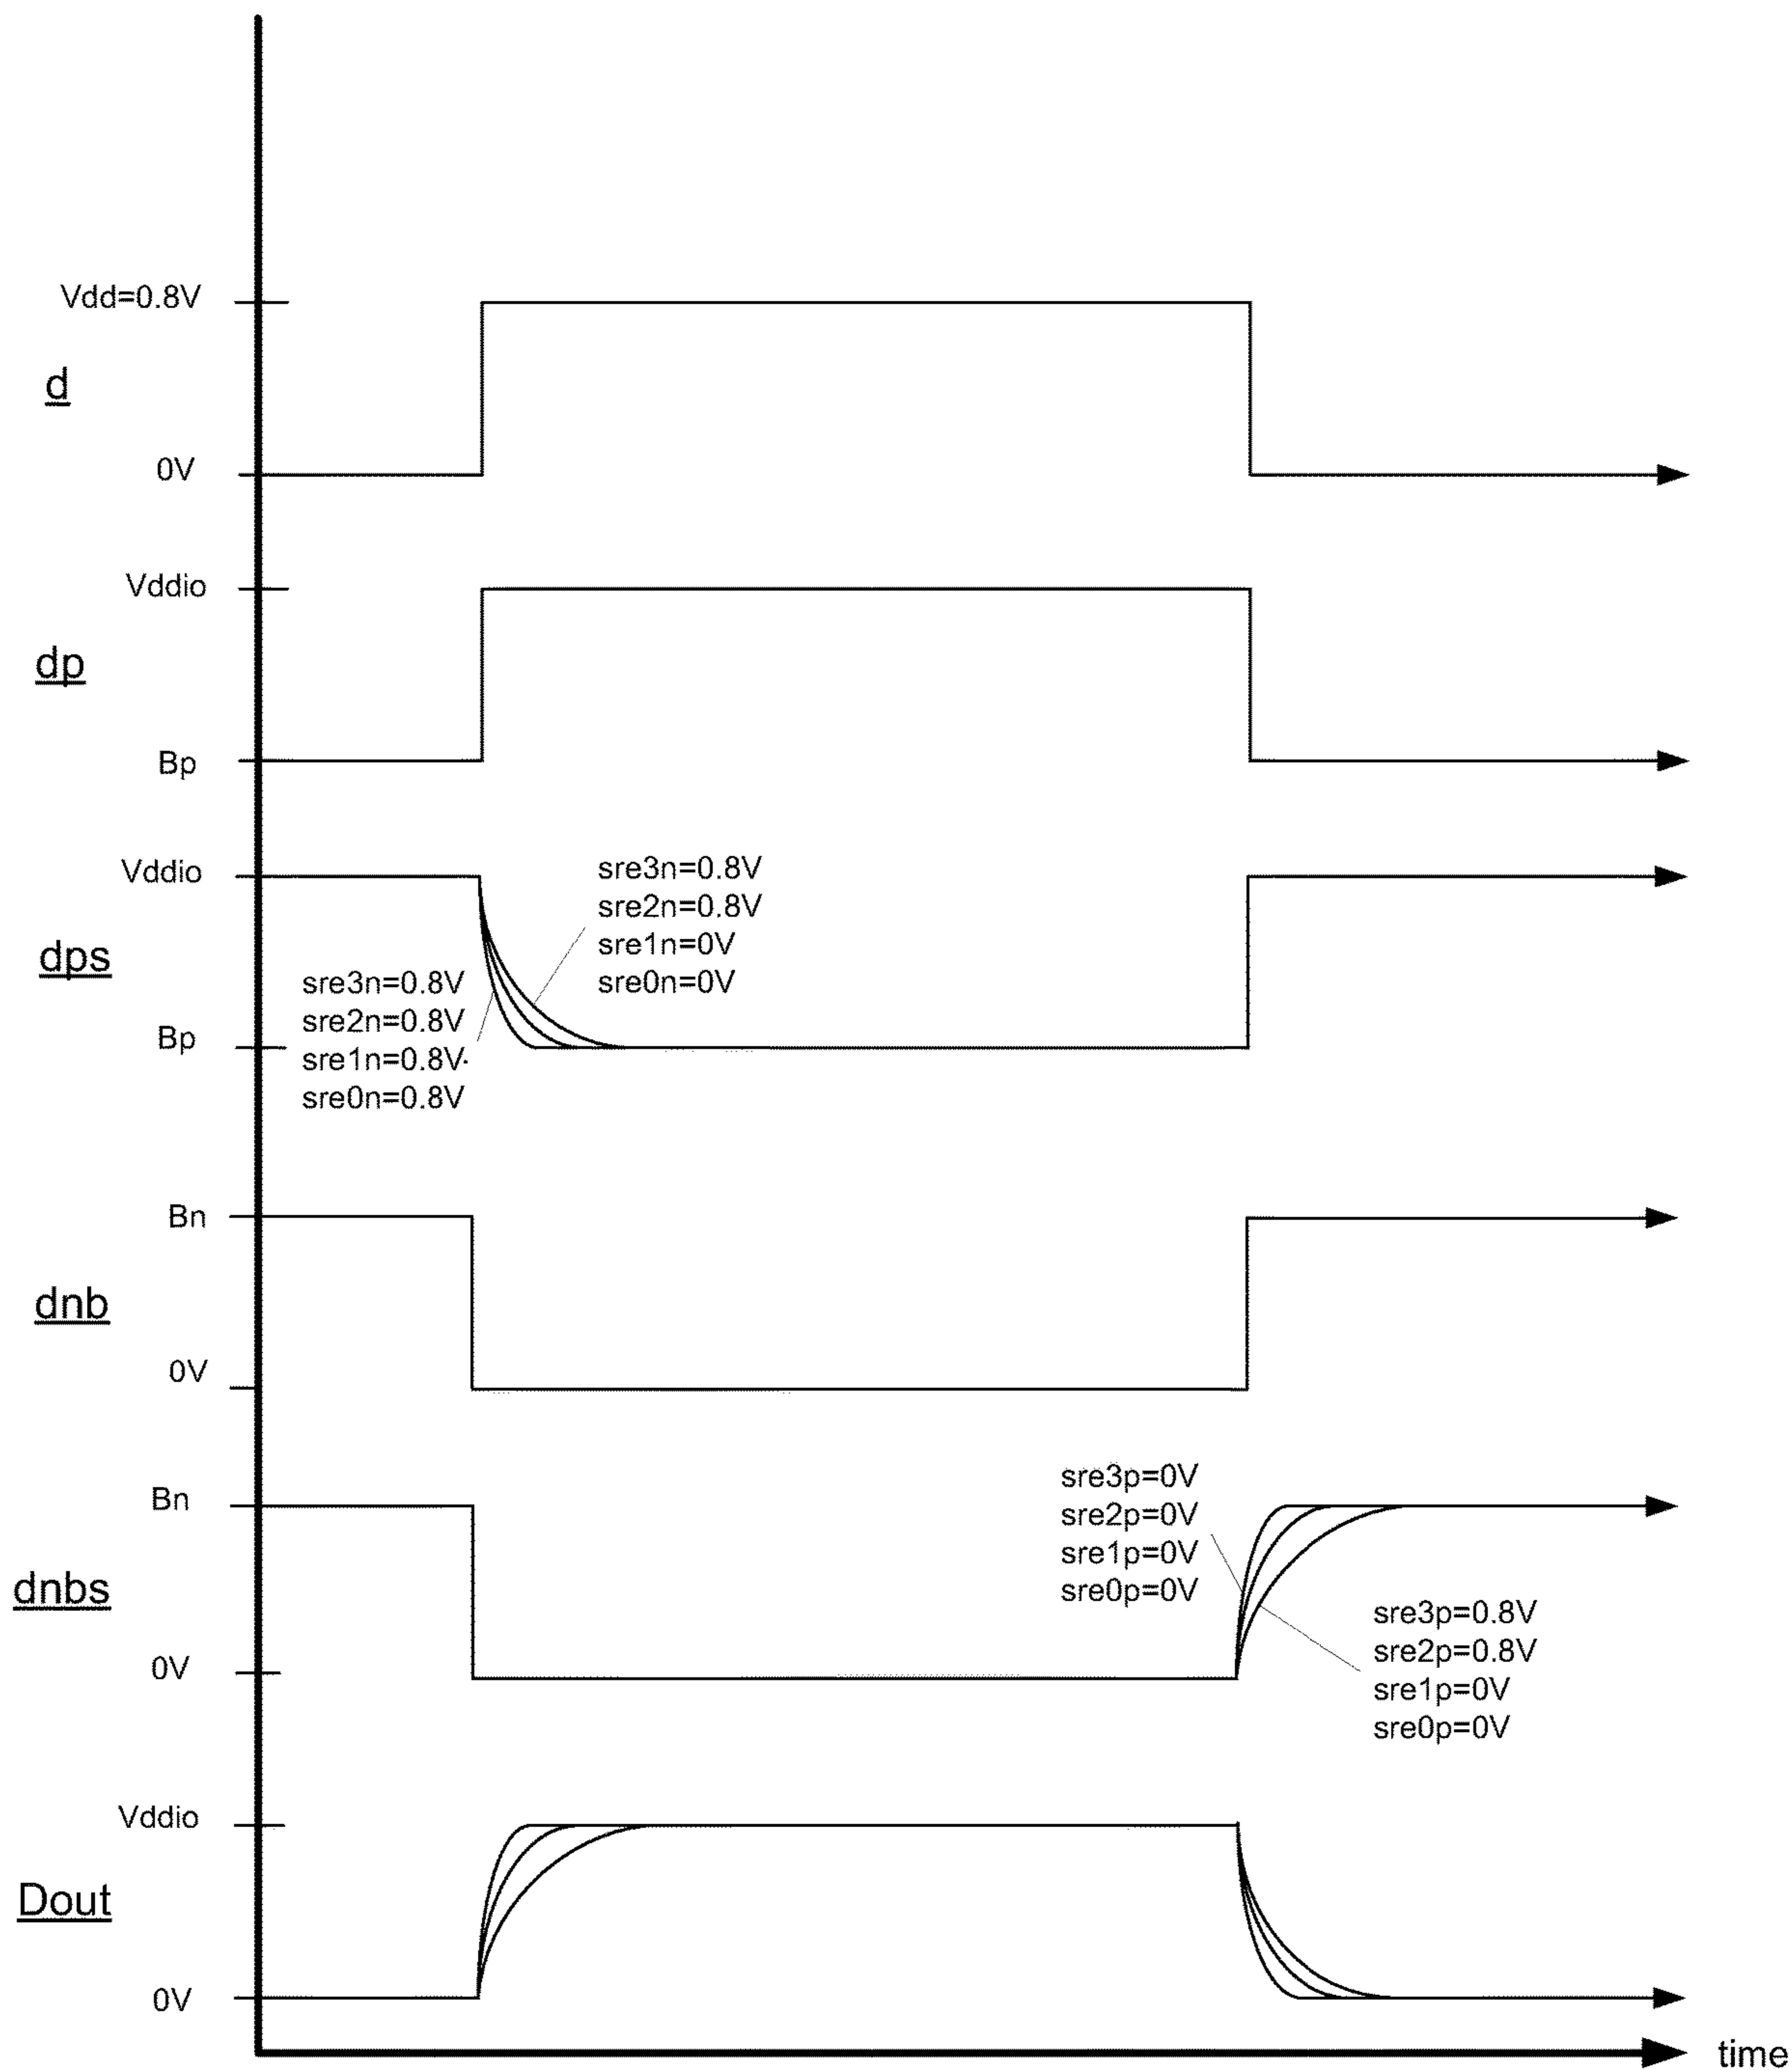 Vdd=0.8V
d
0V
Vddio
dp
Bp
Vddio
dps
Bp
sre3n=0.8V
sre2n=0.8V
sre1n=0V
sre0n=0V
sre3n=0.8V
sre2n=0.8V
sre1n=0.8V
sre0n=0.8V
Bn
dnb
0V
Bn
dnbs
0V
sre3p=0V
sre2p=0V
sre1p=0V
sre0p=0V
sre3p=0.8V
sre2p=0.8V
sre1p=0V
sre0p=0V
Vddio
Dout
0V
time